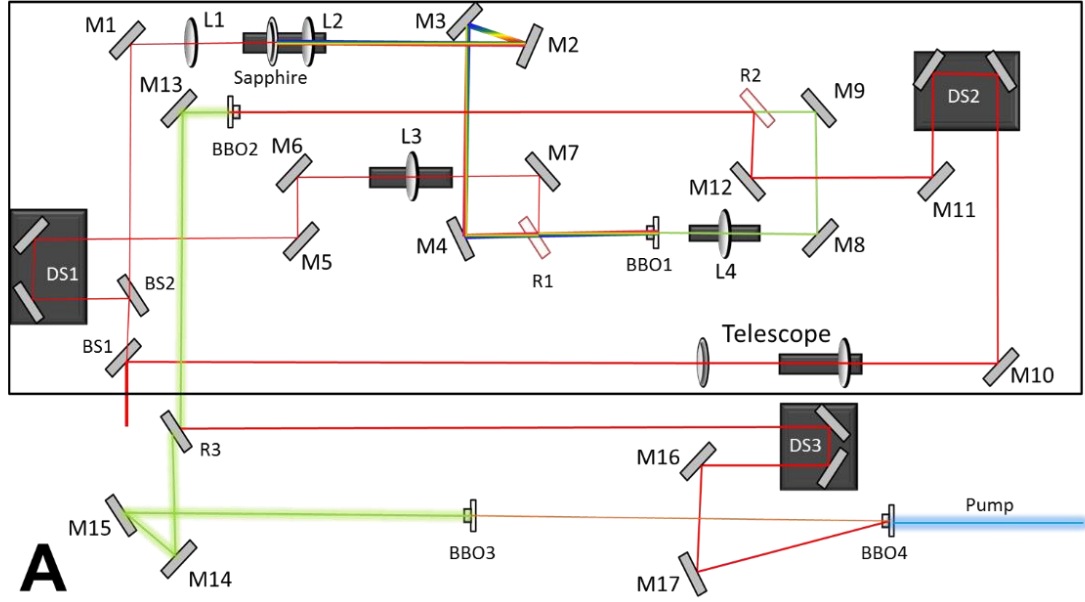 M1
L1
L2
M3
M2
Sapphire
M13
BBO2
R2
M9
DS2
M6
L3
M7
M12
M11
M4
R1
BBO1
L4
M8
M5
DS1
BS2
BS1
Telescope
M10
R3
M16
DS3
M15
BBO3
Pump
BBO4
M14
M17
A